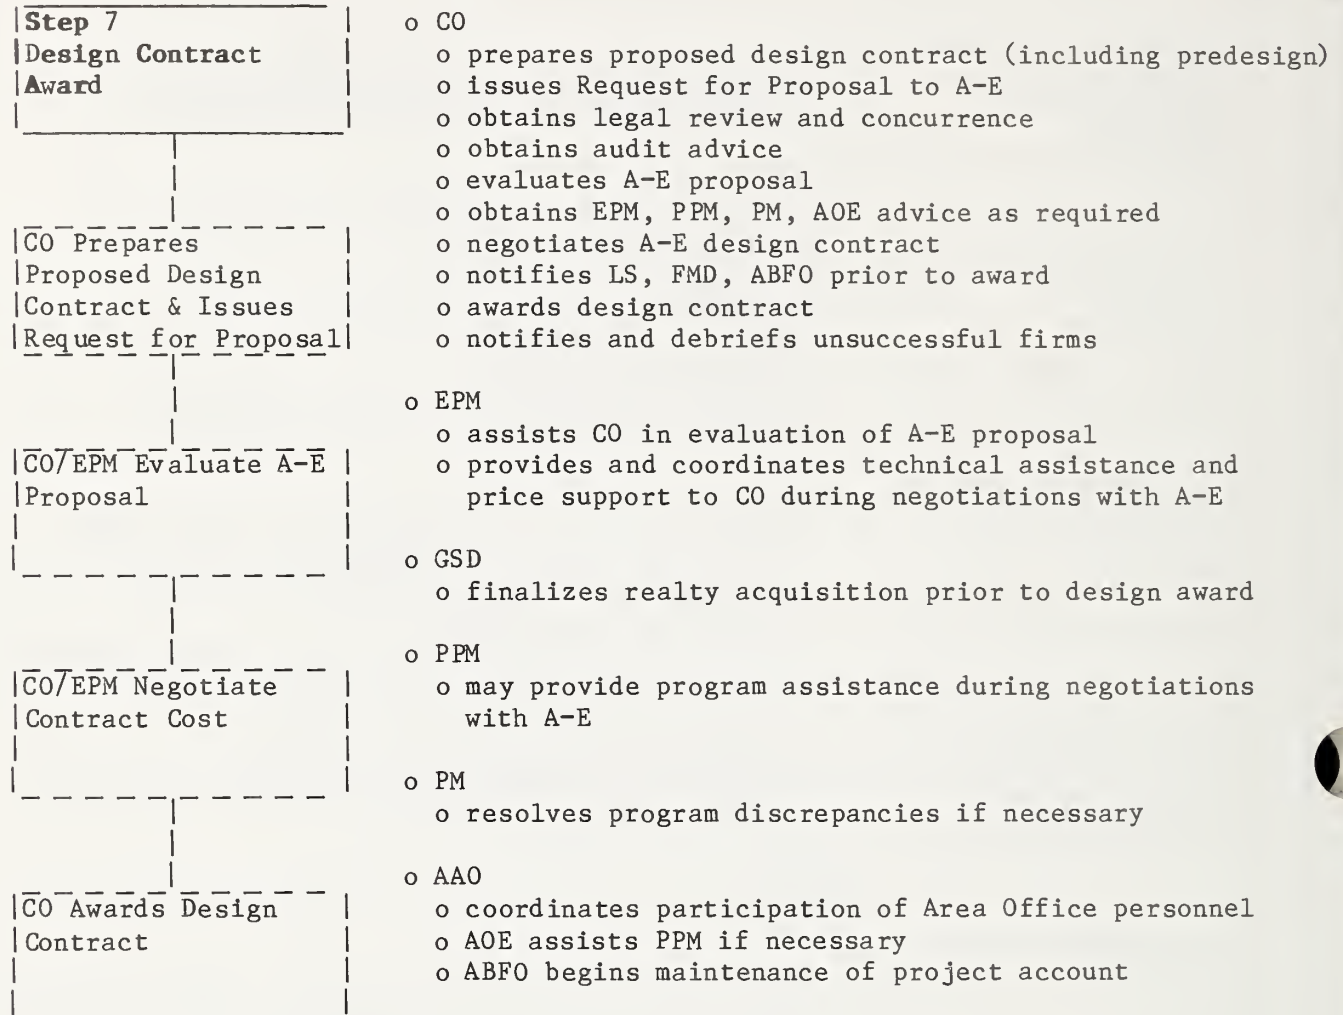 Step 7
Design Contract
Award
CO Prepares
Proposed Design
Contract & Issues
Request for Proposal
CO/EPM Evaluate A-E
Proposal
CO/EPM Negotiate
Contract Cost
CO Awards Design
Contract
o CO
o prepares proposed design contract (including predesign)
o issues Request for Proposal to A-E
o obtains legal review and concurrence
o obtains audit advice
o evaluates A-E proposal
o obtains EPM, PPM, PM, AOE advice as required
o negotiates A-E design contract
o notifies LS, FMD, ABFO prior to award
o awards design contract
o notifies and debriefs unsuccessful firms
o EPM
o assists CO in evaluation of A-E proposal
o provides and coordinates technical assistance and
price support to CO during negotiations with A-E
o GSD
o finalizes realty acquisition prior to design award
o PPM
o may provide program assistance during negotiations
with A-E
o PM
o resolves program discrepancies if necessary
o AAO
o coordinates participation of Area Office personnel
o AOE assists PPM if necessary
o ABFO begins maintenance of project account